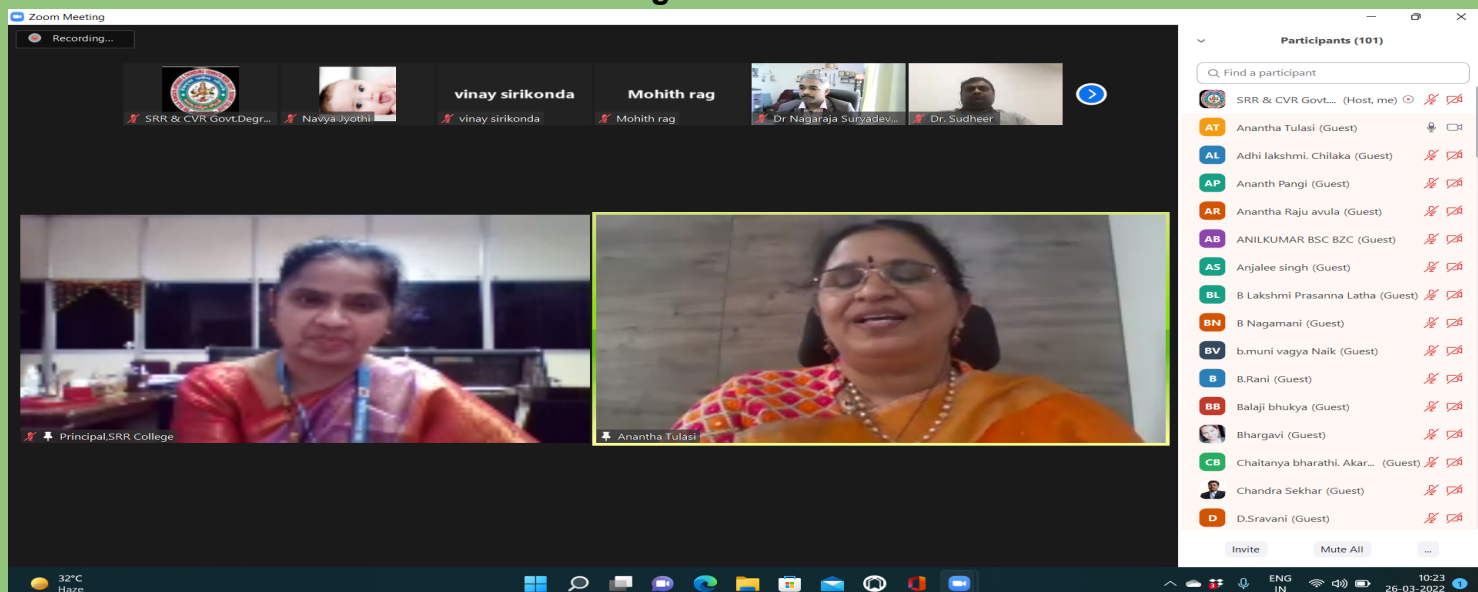 Zoom Meeting
Recording...
Participants (101)
Find a participant
SRR & CVR Govt.Degr...
Navya Jyothi
vinay sirikonda
vinay sirikonda
Mohith rag
Mohith rag
Dr Nagaraja Suryadev...
Dr. Sudheer
Principal,SRR College
Anantha Tulasi
SRR & CVR Govt.... (Host, me)
AT Anantha Tulasi (Guest)
AL Adhi lakshmi. Chilaka (Guest)
AP Ananth Pangi (Guest)
AR Anantha Raju avula (Guest)
AB ANILKUMAR BSC BZC (Guest)
AS Anjalee singh (Guest)
BL B Lakshmi Prasanna Latha (Guest)
BN B Nagamani (Guest)
BV b.muni vagya Naik (Guest)
B B.Rani (Guest)
BB Balaji bhukya (Guest)
Bhargavi (Guest)
CB Chaitanya bharathi. Akar... (Guest)
Chandra Sekhar (Guest)
D D.Sravani (Guest)
Invite Mute All ...
32°C
Haze
ENG
IN
10:23
26-03-2022
1